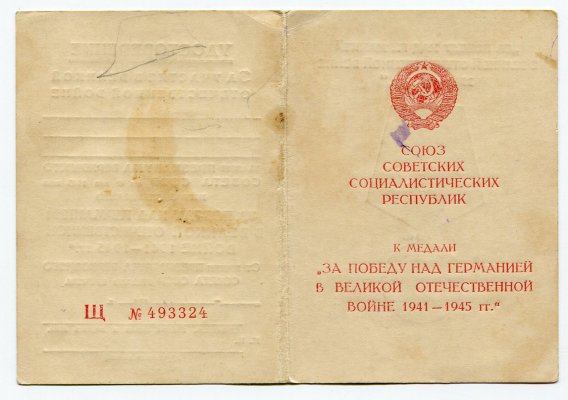 Щ № 493324
СОЮЗ
СОВЕТСКИХ
СОЦИАЛИСТИЧЕСКИХ
РЕСПУБЛИК
К МЕДАЛИ
„ЗА ПОБЕДУ НАД ГЕРМАНИЕЙ
В ВЕЛИКОЙ ОТЕЧЕСТВЕННОЙ
ВОЙНЕ 1941—1945 гг.“